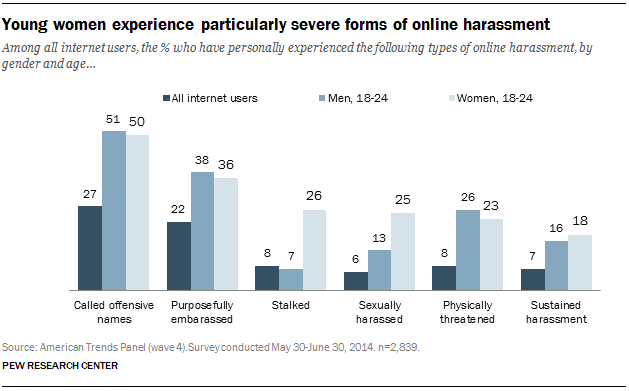 Young women experience particularly severe forms of online harassment
Among all internet users, the % who have personally experienced the following types of online harassment, by
gender and age...
All internet users Men, 18-24 Women, 18-24
27 51 50
22 38 36
8 7 26
6 13 25
8 26 23
7 16 18
Called offensive
names
Purposefully
embarassed
Stalked
Sexually
harassed
Physically
threatened
Sustained
harassment
Source: American Trends Panel (wave 4).Survey conducted May 30-June 30, 2014. n=2,839.
PEW RESEARCH CENTER